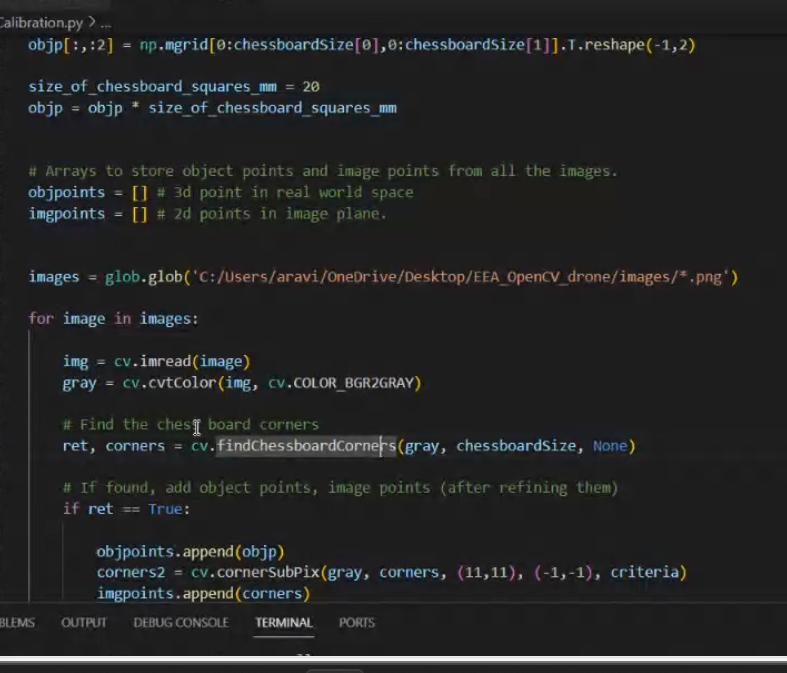 Calibration.py > ...
objp[:,:2] = np.mgrid[0:chessboardSize[0],0:chessboardSize[1]].T.reshape(-1,2)
size_of_chessboard_squares_mm = 20
objp = objp * size_of_chessboard_squares_mm
# Arrays to store object points and image points from all the images.
objpoints = [] # 3d point in real world space
imgpoints = [] # 2d points in image plane.
images = glob.glob('C:/Users/aravi/OneDrive/Desktop/EEA_OpenCV_drone/images/*.png')
for image in images:
img = cv.imread(image)
gray = cv.cvtColor(img, cv.COLOR_BGR2GRAY)
# Find the chess board corners
ret, corners = cv.findChessboardCorners(gray, chessboardSize, None)
# If found, add object points, image points (after refining them)
if ret == True:
objpoints.append(objp)
corners2 = cv.cornerSubPix(gray, corners, (11,11), (-1,-1), criteria)
imgpoints.append(corners)
BLEMS OUTPUT DEBUG CONSOLE TERMINAL PORTS